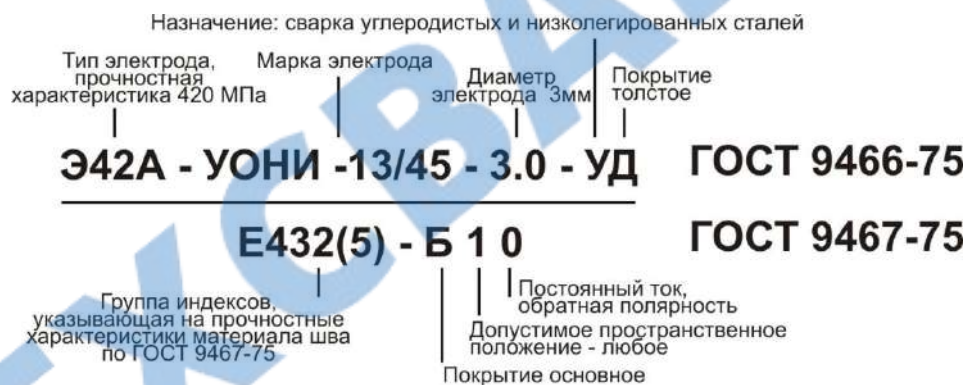 Назначение: сварка углеродистых и низколегированных сталей
Тип электрода,
прочностная
характеристика 420 МПа
Марка электрода
Диаметр
электрода 3мм
Покрытие
толстое
Э42А - УОНИ -13/45 - 3.0 - УД ГОСТ 9466-75
Е432(5) - Б 1 0 ГОСТ 9467-75
Группа индексов,
указывающая на прочностные
характеристики материала шва
по ГОСТ 9467-75
Постоянный ток,
обратная полярность
Допустимое пространственное
положение - любое
Покрытие основное